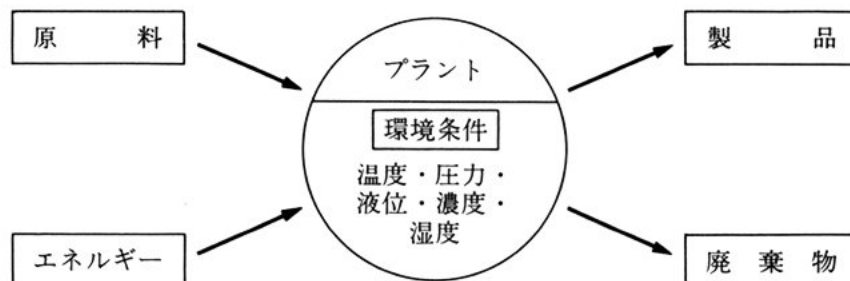 原料
製品
プラント
環境条件
温度・圧力・
液位・濃度・
湿度
エネルギー
廃棄物